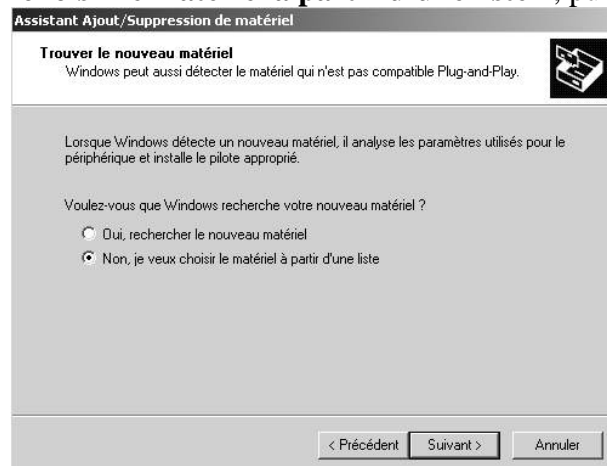 Assistant Ajout/Suppression de matériel
Trouver le nouveau matériel
Windows peut aussi détecter le matériel qui n'est pas compatible Plug-and-Play.
Lorsque Windows détecte un nouveau matériel, il analyse les paramètres utilisés pour le
périphérique et installe le pilote approprié.
Voulez-vous que Windows recherche votre nouveau matériel ?
Oui, rechercher le nouveau matériel
Non, je veux choisir le matériel à partir d'une liste
< Précédent Suivant > Annuler